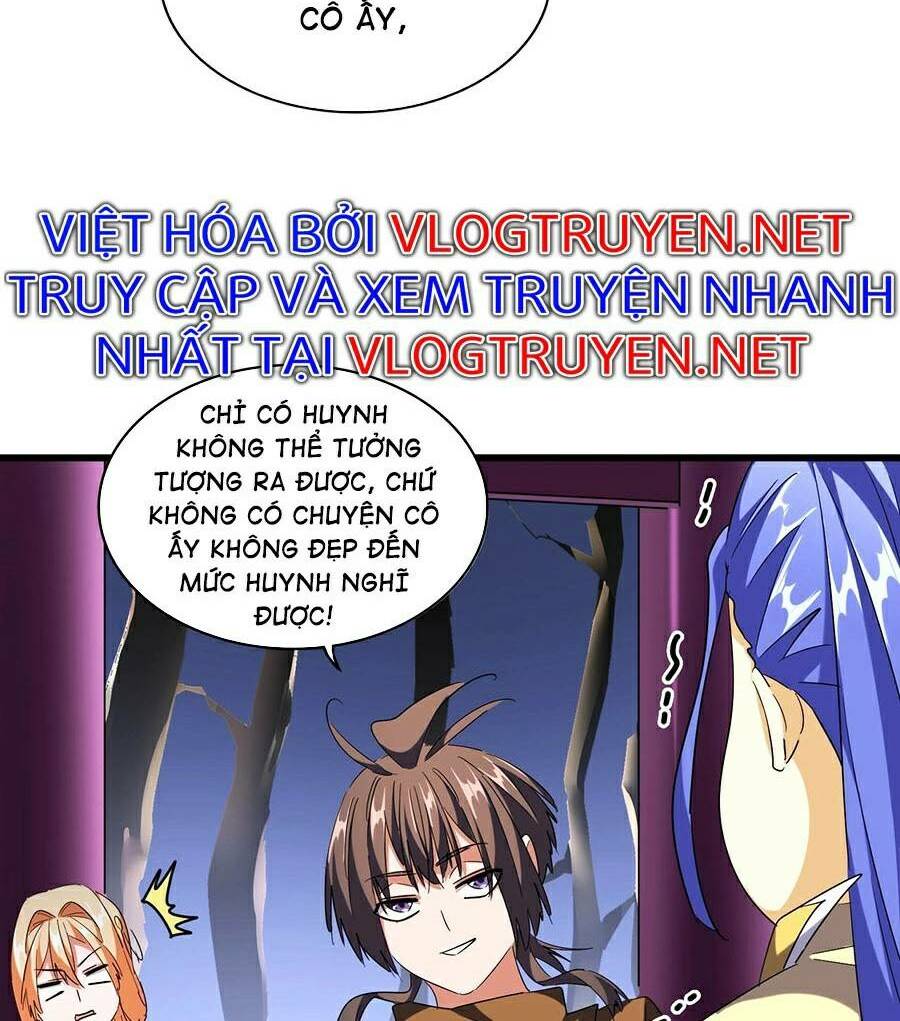 CÔ ẤY,
VIỆT HÓA BỞI VLOGTRUYEN.NET
TRUY CẬP VÀ XEM TRUYỆN NHANH
NHẤT TẠI VLOGTRUYEN.NET
CHỈ CÓ HUYNH
KHÔNG THỂ TƯỞNG
TƯỢNG RA ĐƯỢC, CHỨ
KHÔNG CÓ CHUYỆN CÔ
ẤY KHÔNG ĐẸP ĐẾN
MỨC HUYNH NGHĨ
ĐƯỢC!